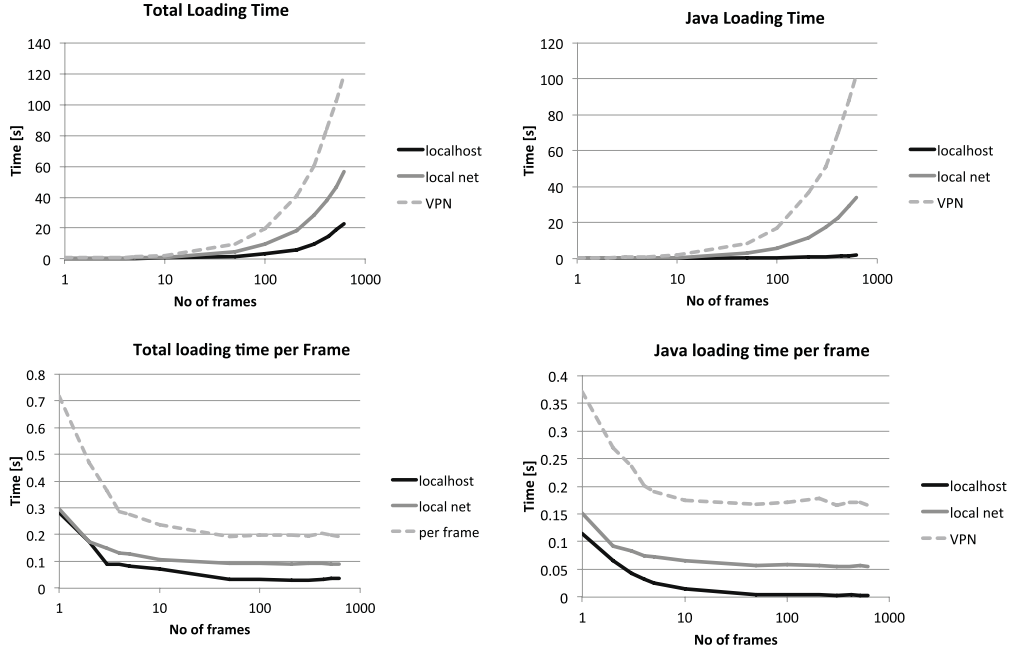 Total Loading Time
140
120
100
80
60
40
20
0
Time [s]
1
10
100
1000
No of frames
localhost
local net
VPN
Java Loading Time
120
100
80
60
40
20
0
Time [s]
1
10
100
1000
No of frames
localhost
local net
VPN
Total loading time per Frame
0.8
0.7
0.6
0.5
0.4
0.3
0.2
0.1
0
Time [s]
1
10
100
1000
No of frames
localhost
local net
per frame
Java loading time per frame
0.4
0.35
0.3
0.25
0.2
0.15
0.1
0.05
0
Time [s]
1
10
100
1000
No of frames
localhost
local net
VPN